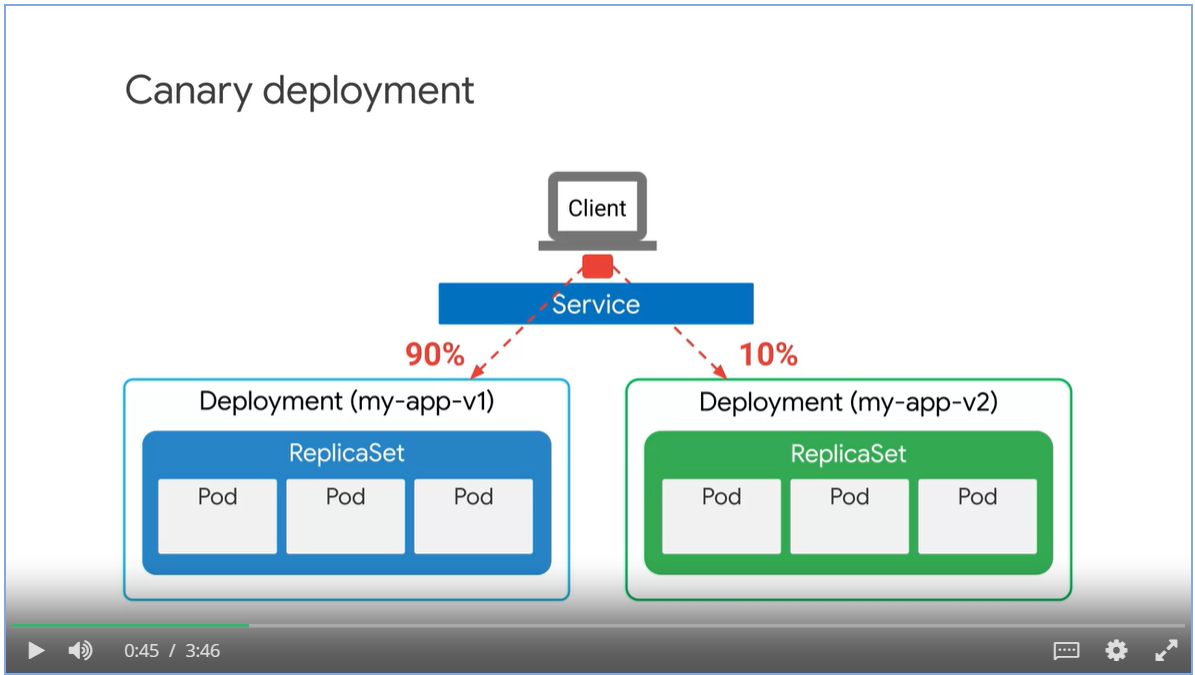 Canary deployment
Client
Service
90% 10%
Deployment (my-app-v1) Deployment (my-app-v2)
ReplicaSet ReplicaSet
Pod Pod Pod Pod Pod Pod
0:45 / 3:46